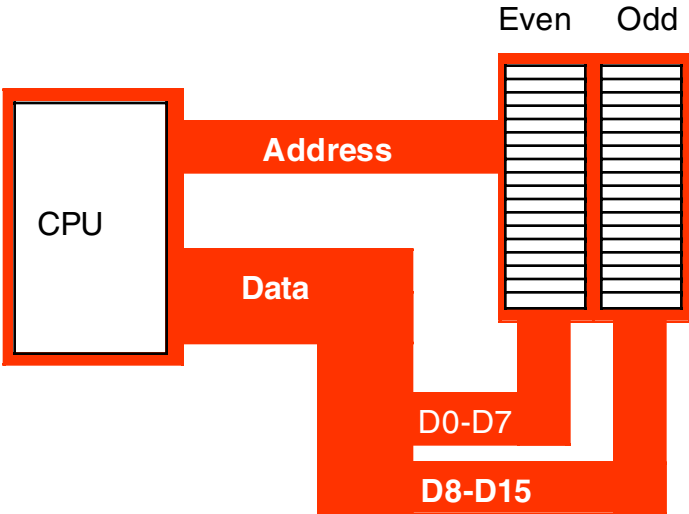 Even Odd
Address
CPU
Data
D0-D7
D8-D15